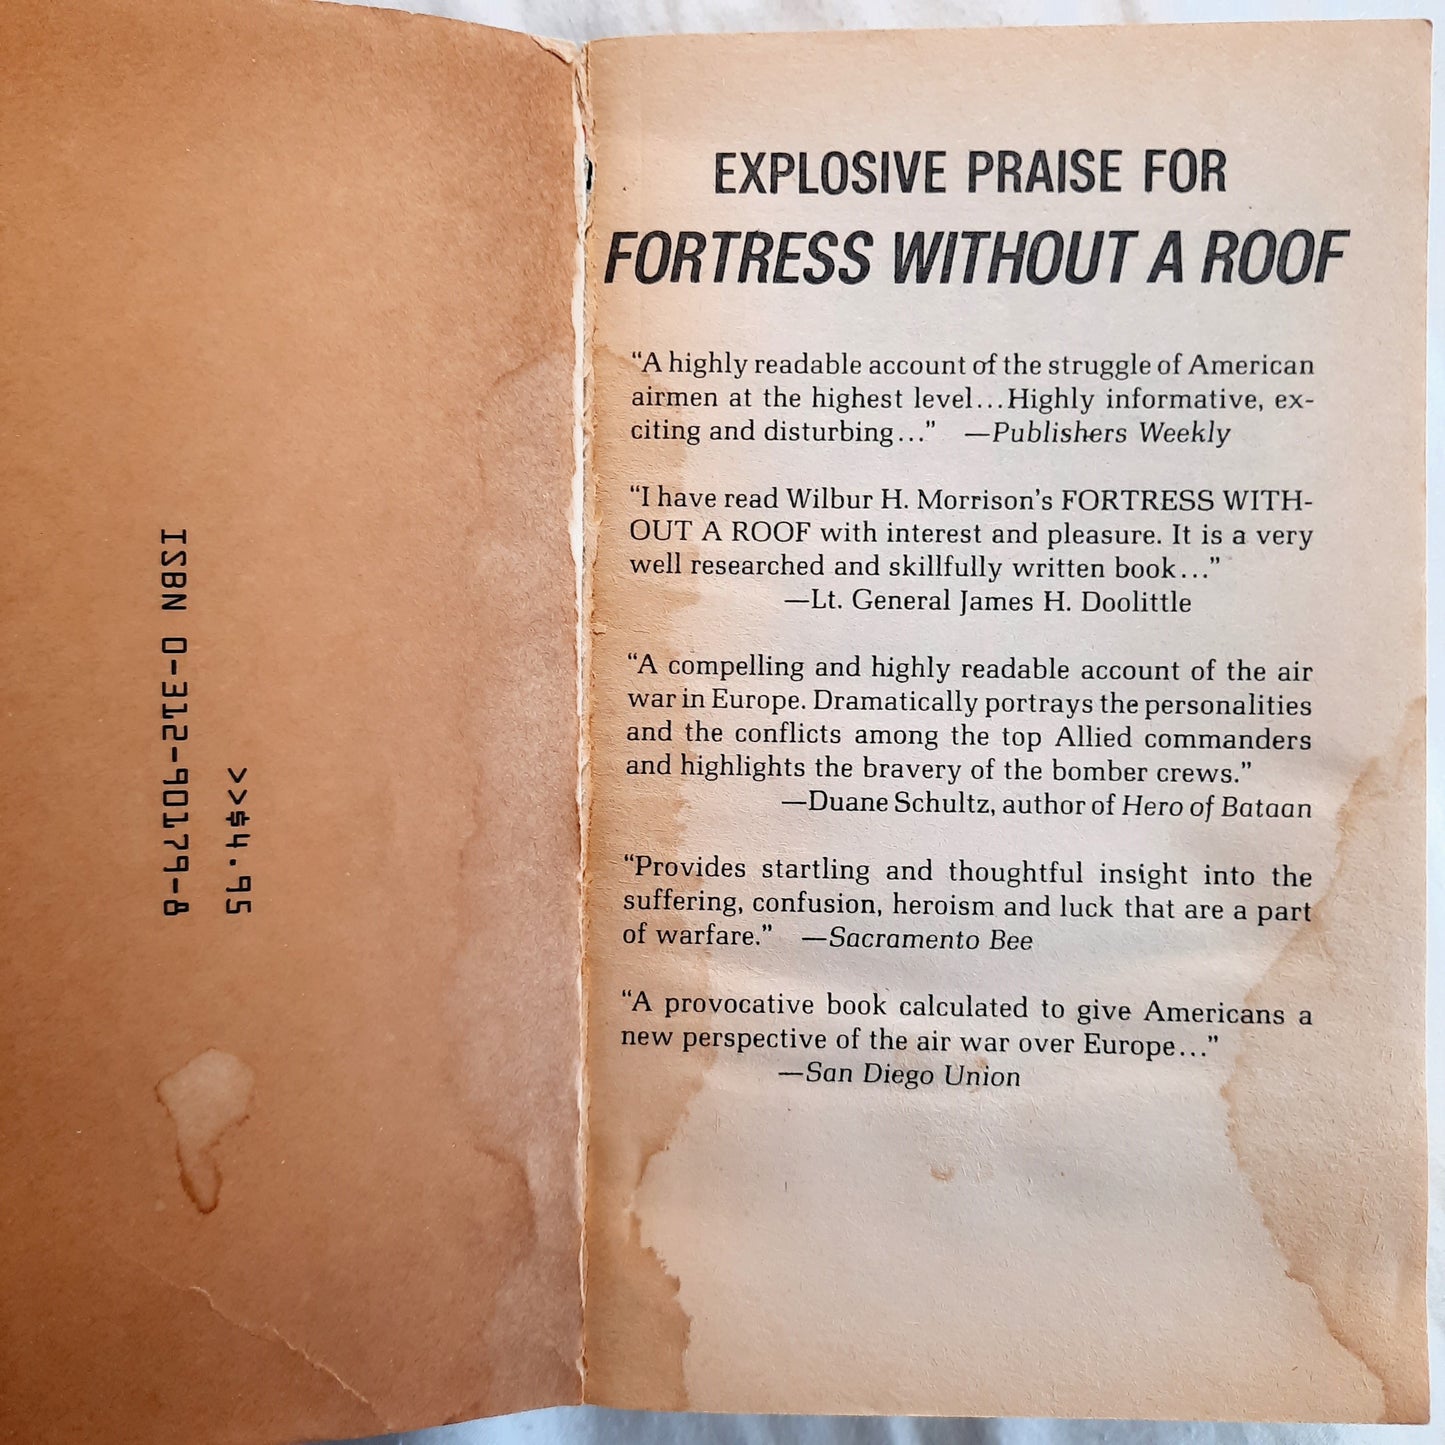 ISBN 0-312-90179-8
>>$4.95
EXPLOSIVE PRAISE FOR
FORTRESS WITHOUT A ROOF
“A highly readable account of the struggle of American
airmen at the highest level...Highly informative, ex-
citing and disturbing...” —Publishers Weekly
“I have read Wilbur H. Morrison's FORTRESS WITH-
OUT A ROOF with interest and pleasure. It is a very
well researched and skillfully written book...”
—Lt. General James H. Doolittle
“A compelling and highly readable account of the air
war in Europe. Dramatically portrays the personalities
and the conflicts among the top Allied commanders
and highlights the bravery of the bomber crews.”
—Duane Schultz, author of Hero of Bataan
“Provides startling and thoughtful insight into the
suffering, confusion, heroism and luck that are a part
of warfare.” —Sacramento Bee
“A provocative book calculated to give Americans a
new perspective of the air war over Europe...”
—San Diego Union